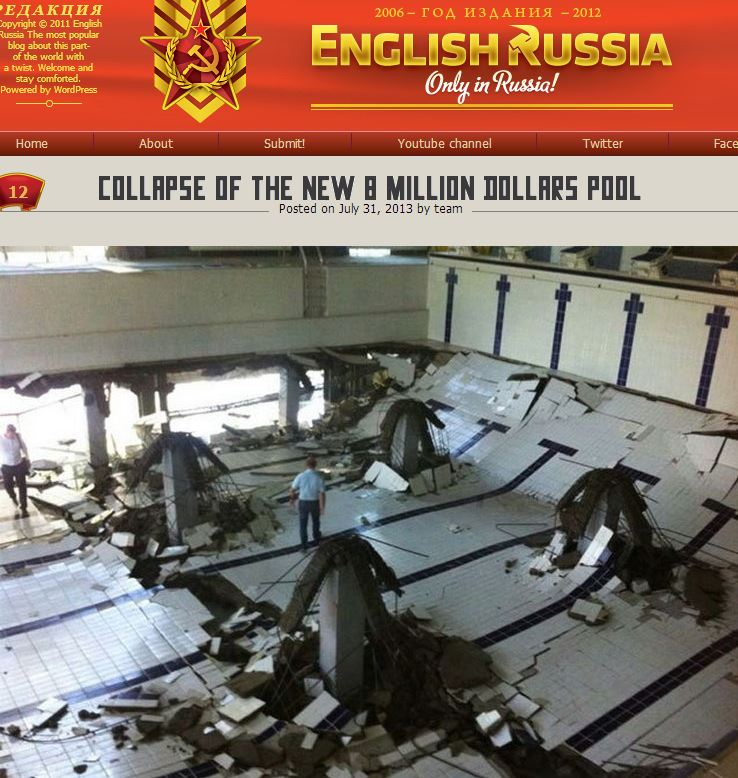 РЕДАКЦИЯ
Copyright © 2011 English
Russia The most popular
blog about this part-
of the world with
a twist. Welcome and
stay comforted.
Powered by WordPress
2006 – ГОД ИЗДАНИЯ – 2012
ENGLISH RUSSIA
Only in Russia!
Home About Submit! Youtube channel Twitter Face
12
COLLAPSE OF THE NEW 8 MILLION DOLLARS POOL
Posted on July 31, 2013 by team